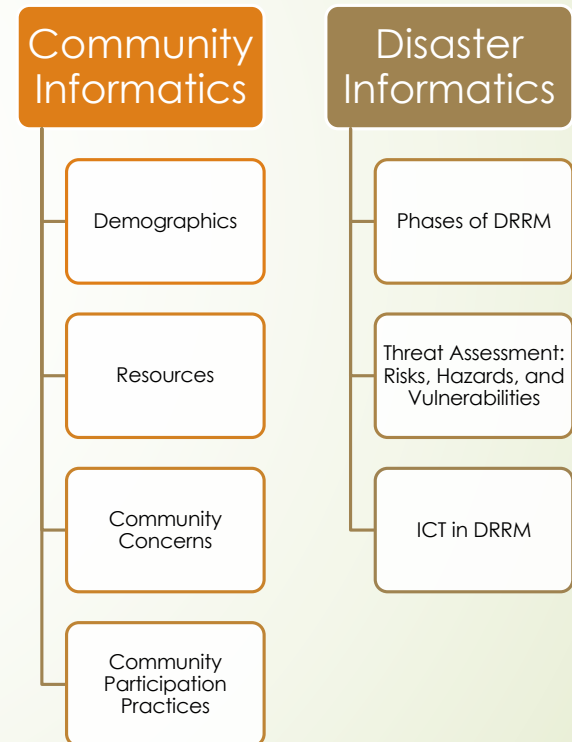 Community
Informatics
Demographics
Resources
Community
Concerns
Community
Participation
Practices
Disaster
Informatics
Phases of DRRM
Threat Assessment:
Risks, Hazards, and
Vulnerabilities
ICT in DRRM